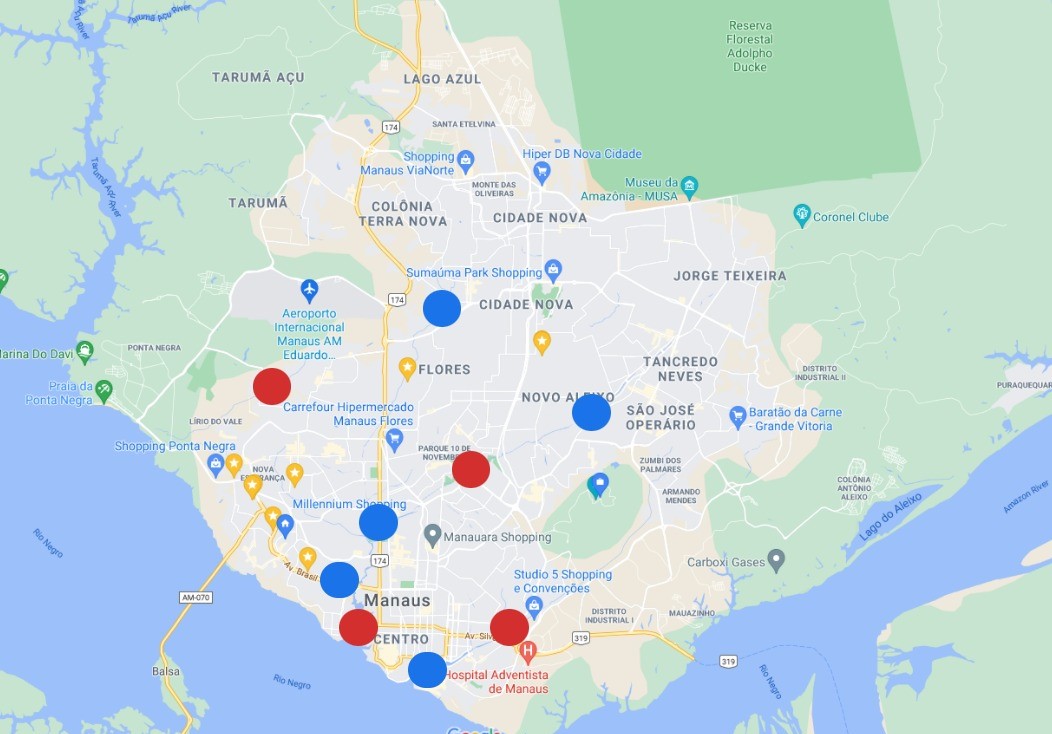 Tarumã Açu River
Reserva
Florestal
Adolpho
Ducke
TARUMÃ AÇU
LAGO AZUL
174
SANTA ETELVINA
Shopping
Manaus ViaNorte
Hiper DB Nova Cidade
Tarumã Açu River
MONTE DAS
OLIVEIRAS
Museu da
Amazônia - MUSA
TARUMÃ
COLÔNIA
TERRA NOVA
CIDADE NOVA
Coronel Clube
Sumaúma Park Shopping
JORGE TEIXEIRA
174
CIDADE NOVA
Aeroporto
Internacional
Manaus AM
Eduardo...
PONTA NEGRA
Marina Do Davi
FLORES
TANCREDO
NEVES
DISTRITO
INDUSTRIAL II
Praia da
Ponta Negra
PURAQUEQUAR
NOVO ALEIXO
Carrefour Hipermercado
Manaus Flores
SÃO JOSÉ
OPERÁRIO
Baratão da Carne
- Grande Vitoria
LÍRIO DO VALE
Shopping Ponta Negra
PARQUE 10 DE
NOVEMBRO
NOVA
ESPERANÇA
ZUMBI DOS
PALMARES
COLÔNIA
ANTÔNIO
ALEIXO
ARMANDO
MENDES
Amazon River
Millennium Shopping
Lago do Aleixo
Rio Negro
Manauara Shopping
174
Carboxi Gases
Av. Brasil
Studio 5 Shopping
e Convenções
AM-070
Manaus
DISTRITO
INDUSTRIAL I
MAUAZINHO
CENTRO
Av. Silv
319
319
H
Balsa
Rio Negro
Hospital Adventista
de Manaus
Rio Negro
Google